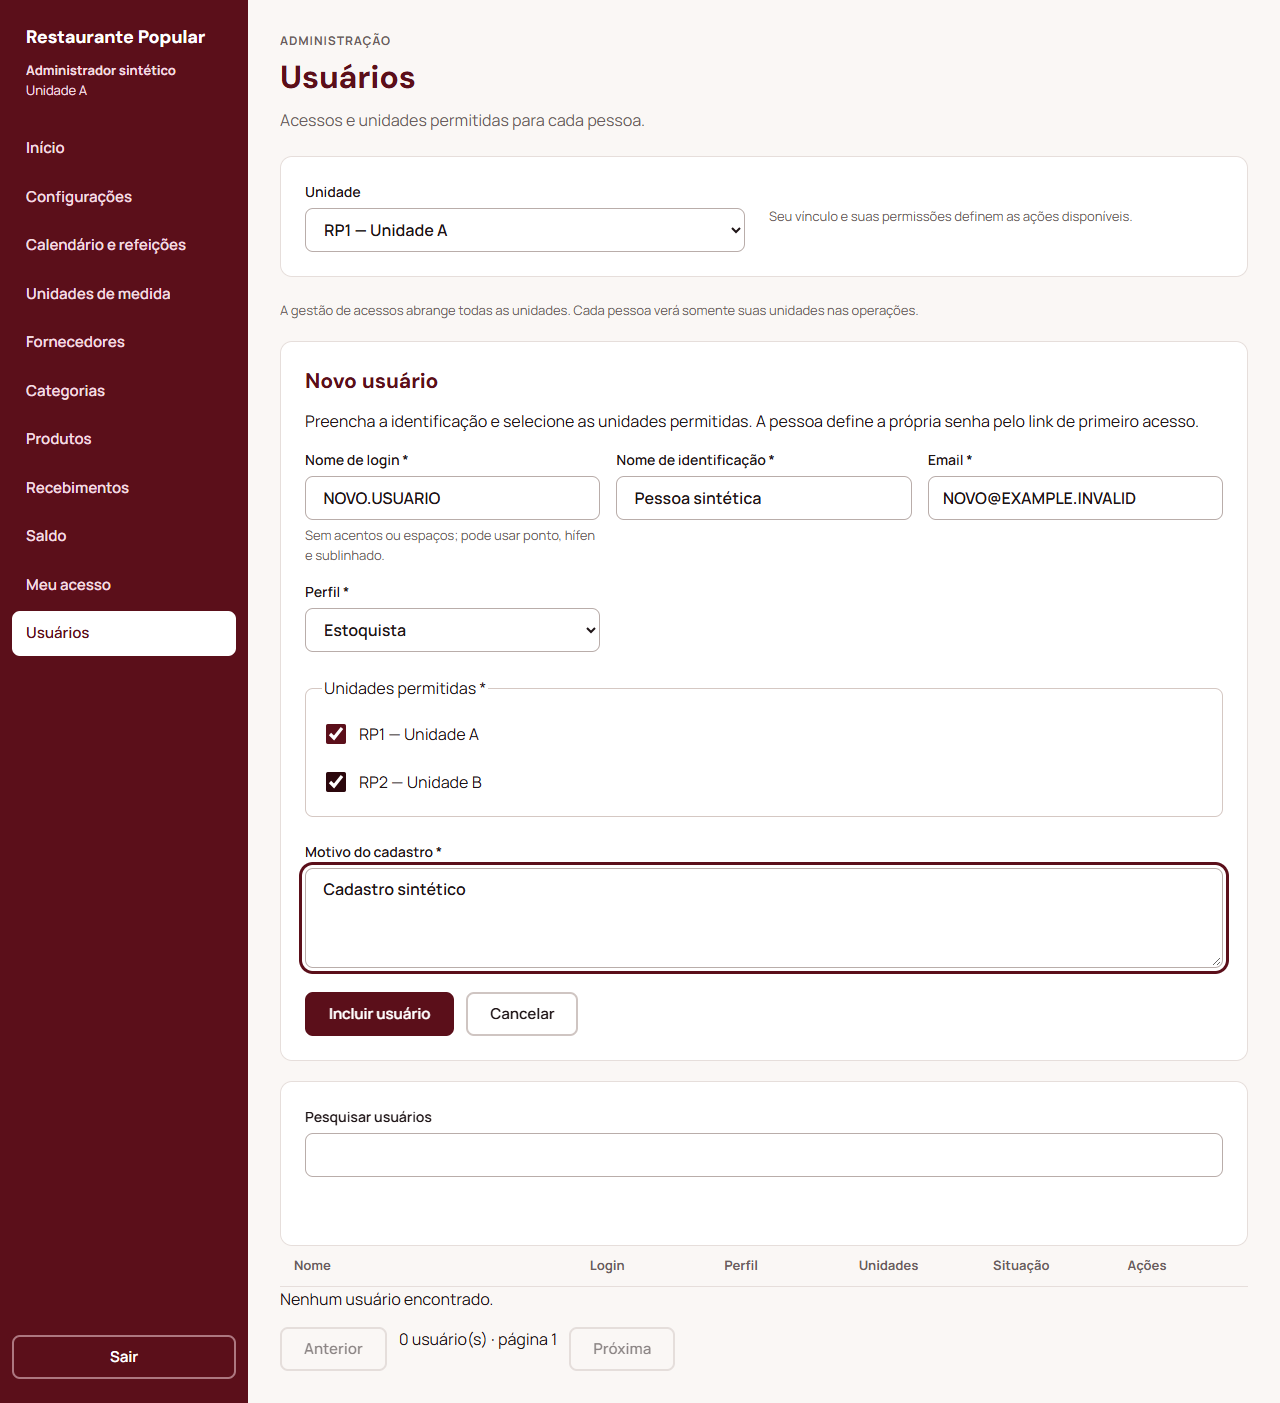 Restaurante Popular
Administrador sintético
Unidade A
Início
Configurações
Calendário e refeições
Unidades de medida
Fornecedores
Categorias
Produtos
Recebimentos
Saldo
Meu acesso
Usuários
Sair
ADMINISTRAÇÃO
Usuários
Acessos e unidades permitidas para cada pessoa.
Unidade
RP1 — Unidade A
Seu vínculo e suas permissões definem as ações disponíveis.
A gestão de acessos abrange todas as unidades. Cada pessoa verá somente suas unidades nas operações.
Novo usuário
Preencha a identificação e selecione as unidades permitidas. A pessoa define a própria senha pelo link de primeiro acesso.
Nome de login * Nome de identificação * Email *
NOVO.USUARIO Pessoa sintética NOVO@EXAMPLE.INVALID
Sem acentos ou espaços; pode usar ponto, hífen
e sublinhado.
Perfil *
Estoquista
Unidades permitidas *
RP1 — Unidade A
RP2 — Unidade B
Motivo do cadastro *
Cadastro sintético
Incluir usuário Cancelar
Pesquisar usuários
Nome Login Perfil Unidades Situação Ações
Nenhum usuário encontrado.
Anterior 0 usuário(s) · página 1 Próxima